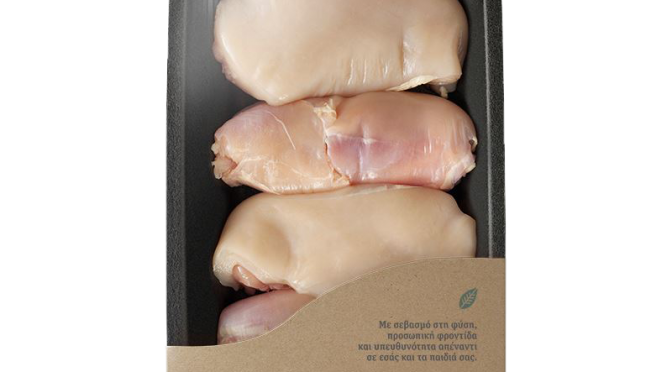 Με σεβασμό στη φύση,
προσωπική φροντίδα
και υπευθυνότητα απέναντι
σε εσάς και τα παιδιά σας.